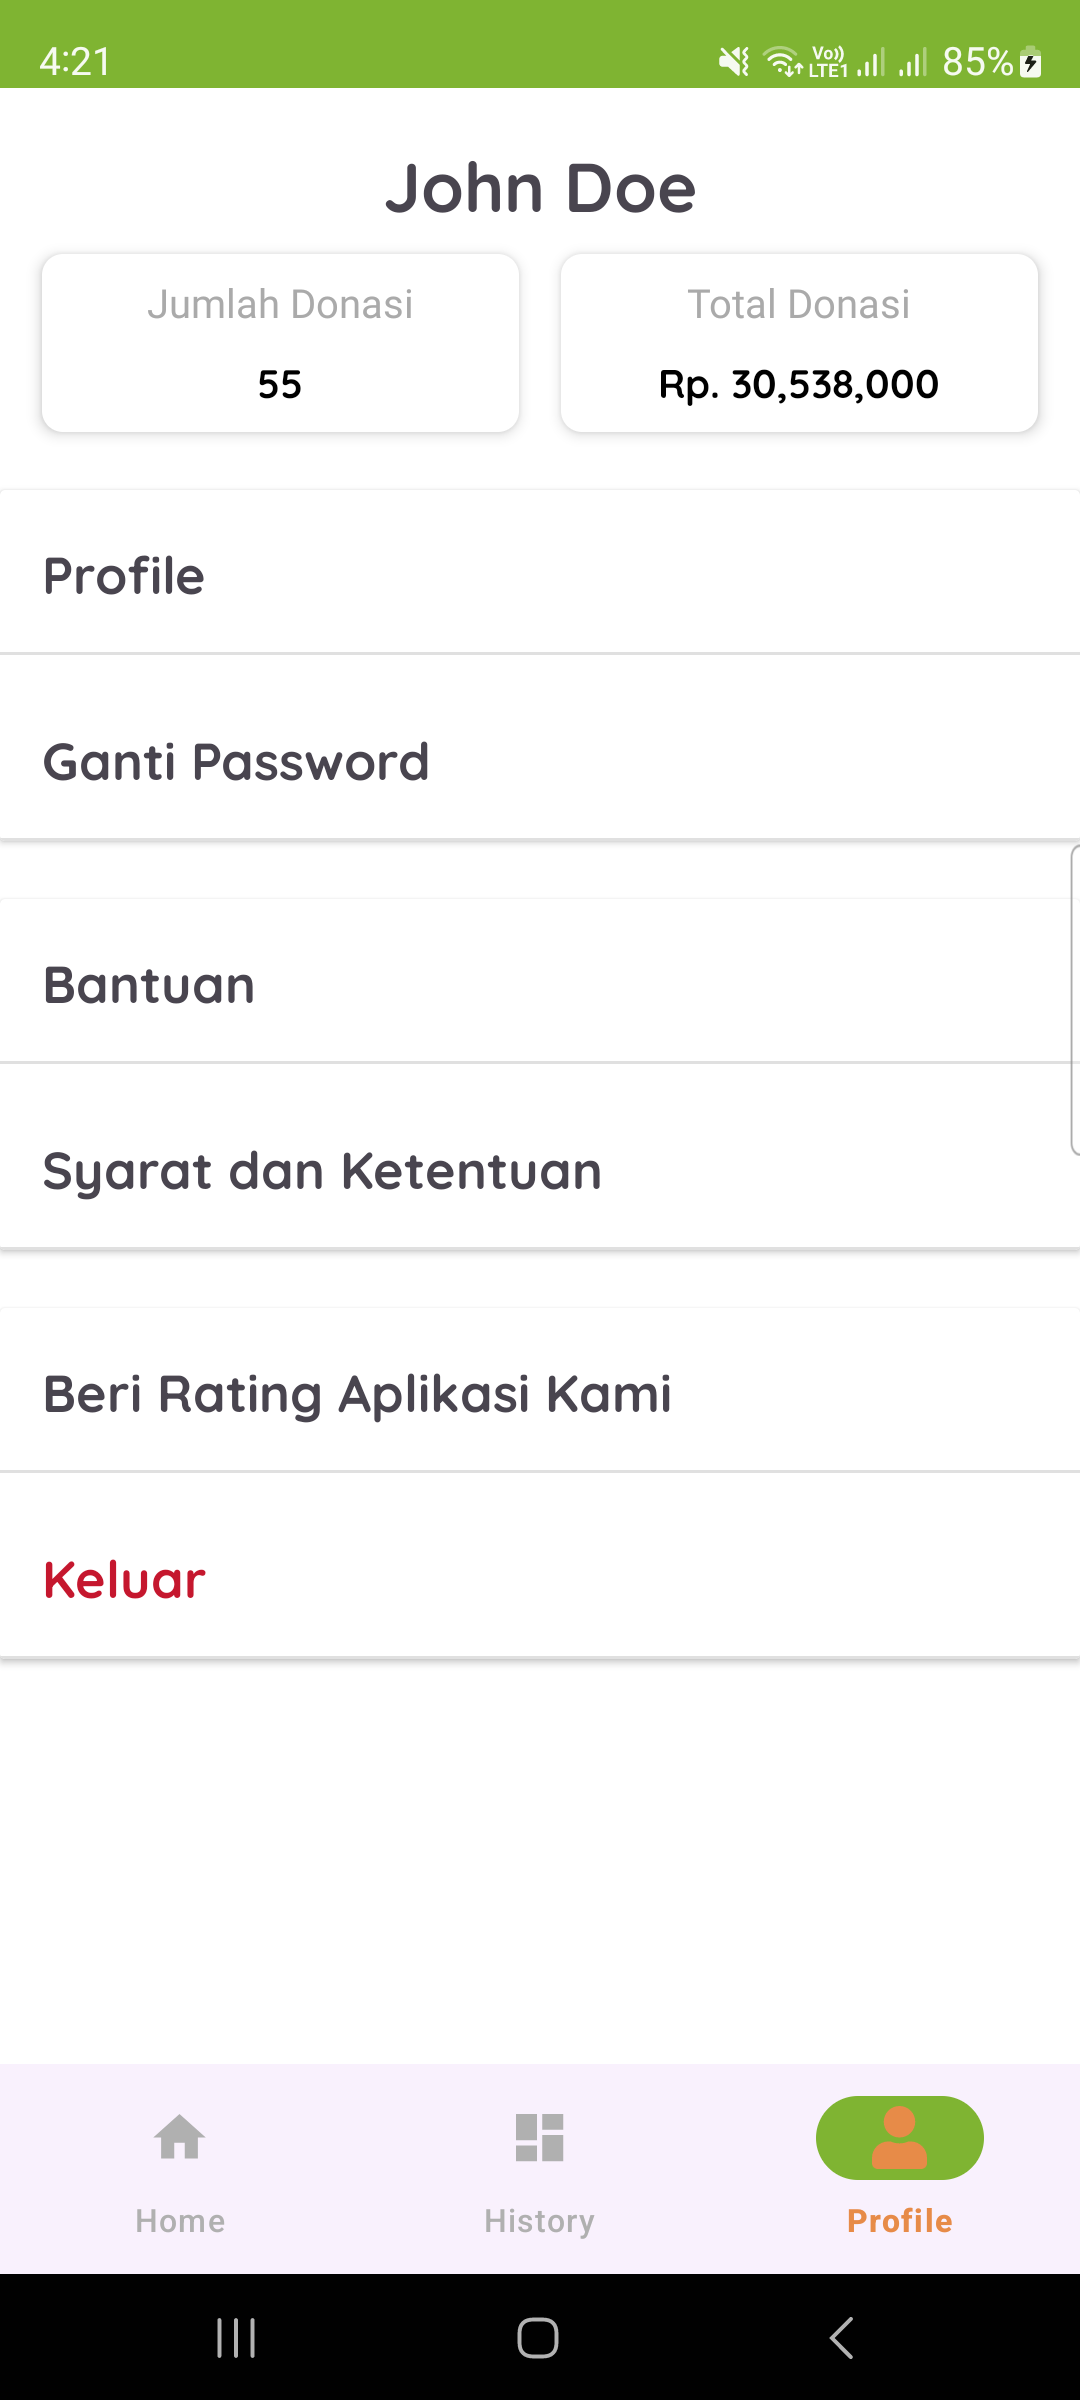 4:21
Vo))
LTE1
85%
John Doe
Jumlah Donasi
55
Total Donasi
Rp. 30,538,000
Profile
Ganti Password
Bantuan
Syarat dan Ketentuan
Beri Rating Aplikasi Kami
Keluar
Home
History
Profile